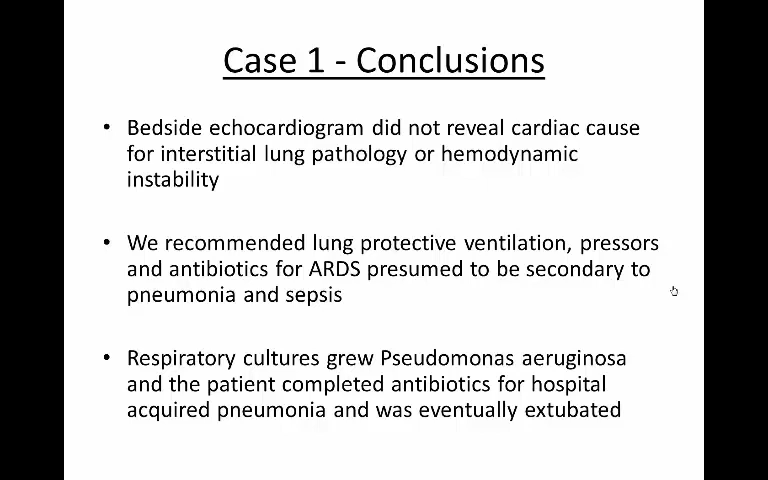 Case 1 - Conclusions
• Bedside echocardiogram did not reveal cardiac cause
for interstitial lung pathology or hemodynamic
instability
• We recommended lung protective ventilation, pressors
and antibiotics for ARDS presumed to be secondary to
pneumonia and sepsis
• Respiratory cultures grew Pseudomonas aeruginosa
and the patient completed antibiotics for hospital
acquired pneumonia and was eventually extubated